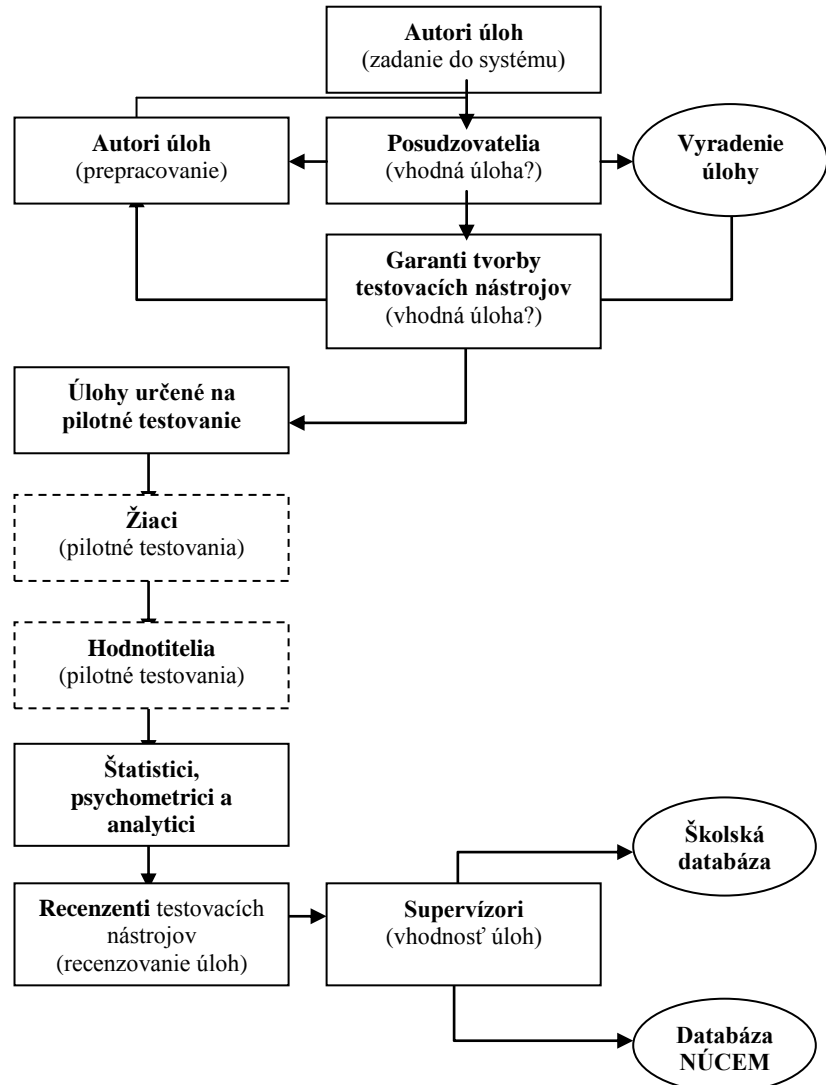 Autori úloh
(zadanie do systému)
Autori úloh
(prepracovanie)
Posudzovatelia
(vhodná úloha?)
Vyradenie
úlohy
Garanti tvorby
testovacích nástrojov
(vhodná úloha?)
Úlohy určené na
pilotné testovanie
Žiaci
(pilotné testovania)
Hodnotitelia
(pilotné testovania)
Štatistici,
psychometrici a
analytici
Školská
databáza
Recenzenti testovacích
nástrojov
(recenzovanie úloh)
Supervízori
(vhodnosť úloh)
Databáza
NÚCEM